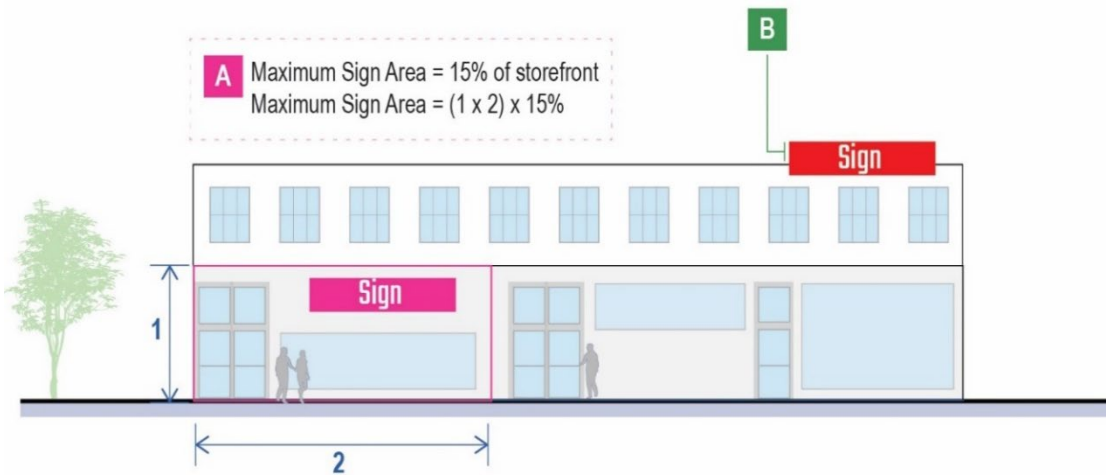 B
A
Maximum Sign Area = 15% of storefront
Maximum Sign Area = (1 x 2) x 15%
Sign
Sign
1
2